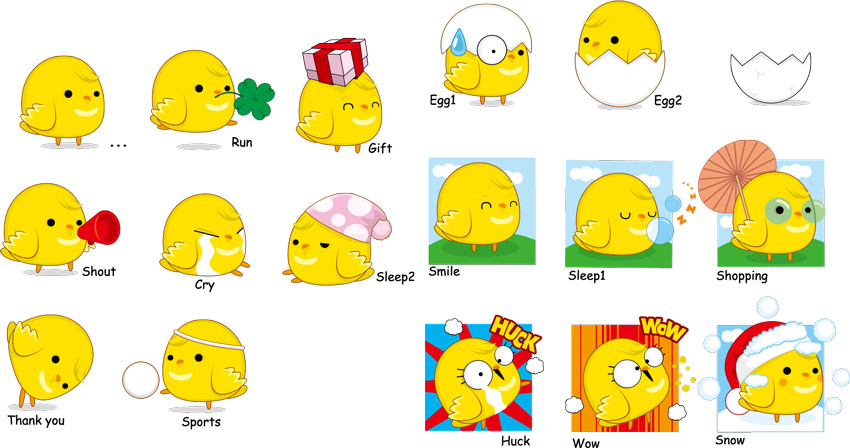 Egg1
Egg2
...
Run
Gift
Shout
Cry
Sleep2
Smile
Sleep1
z z z
Shopping
HUCK
WOW
Thank you
Sports
Huck
Wow
Snow